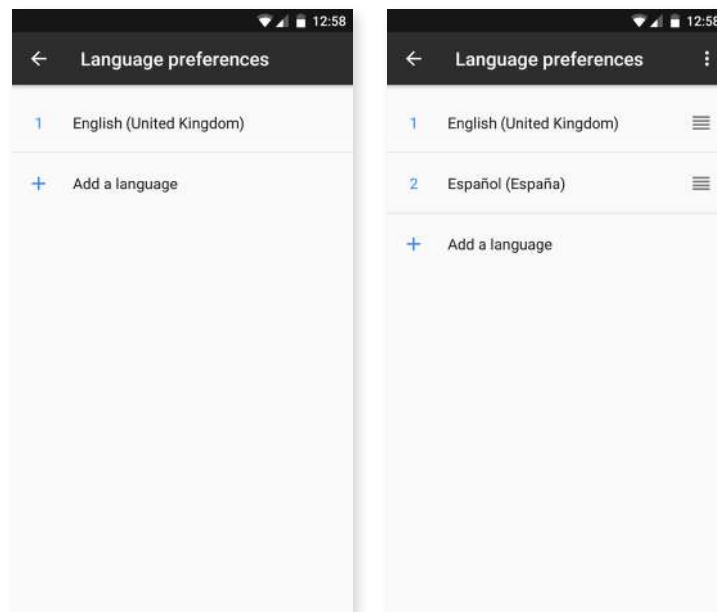 12:58
Language preferences
1 English (United Kingdom)
+ Add a language
12:58
Language preferences
1 English (United Kingdom)
2 Español (España)
+ Add a language